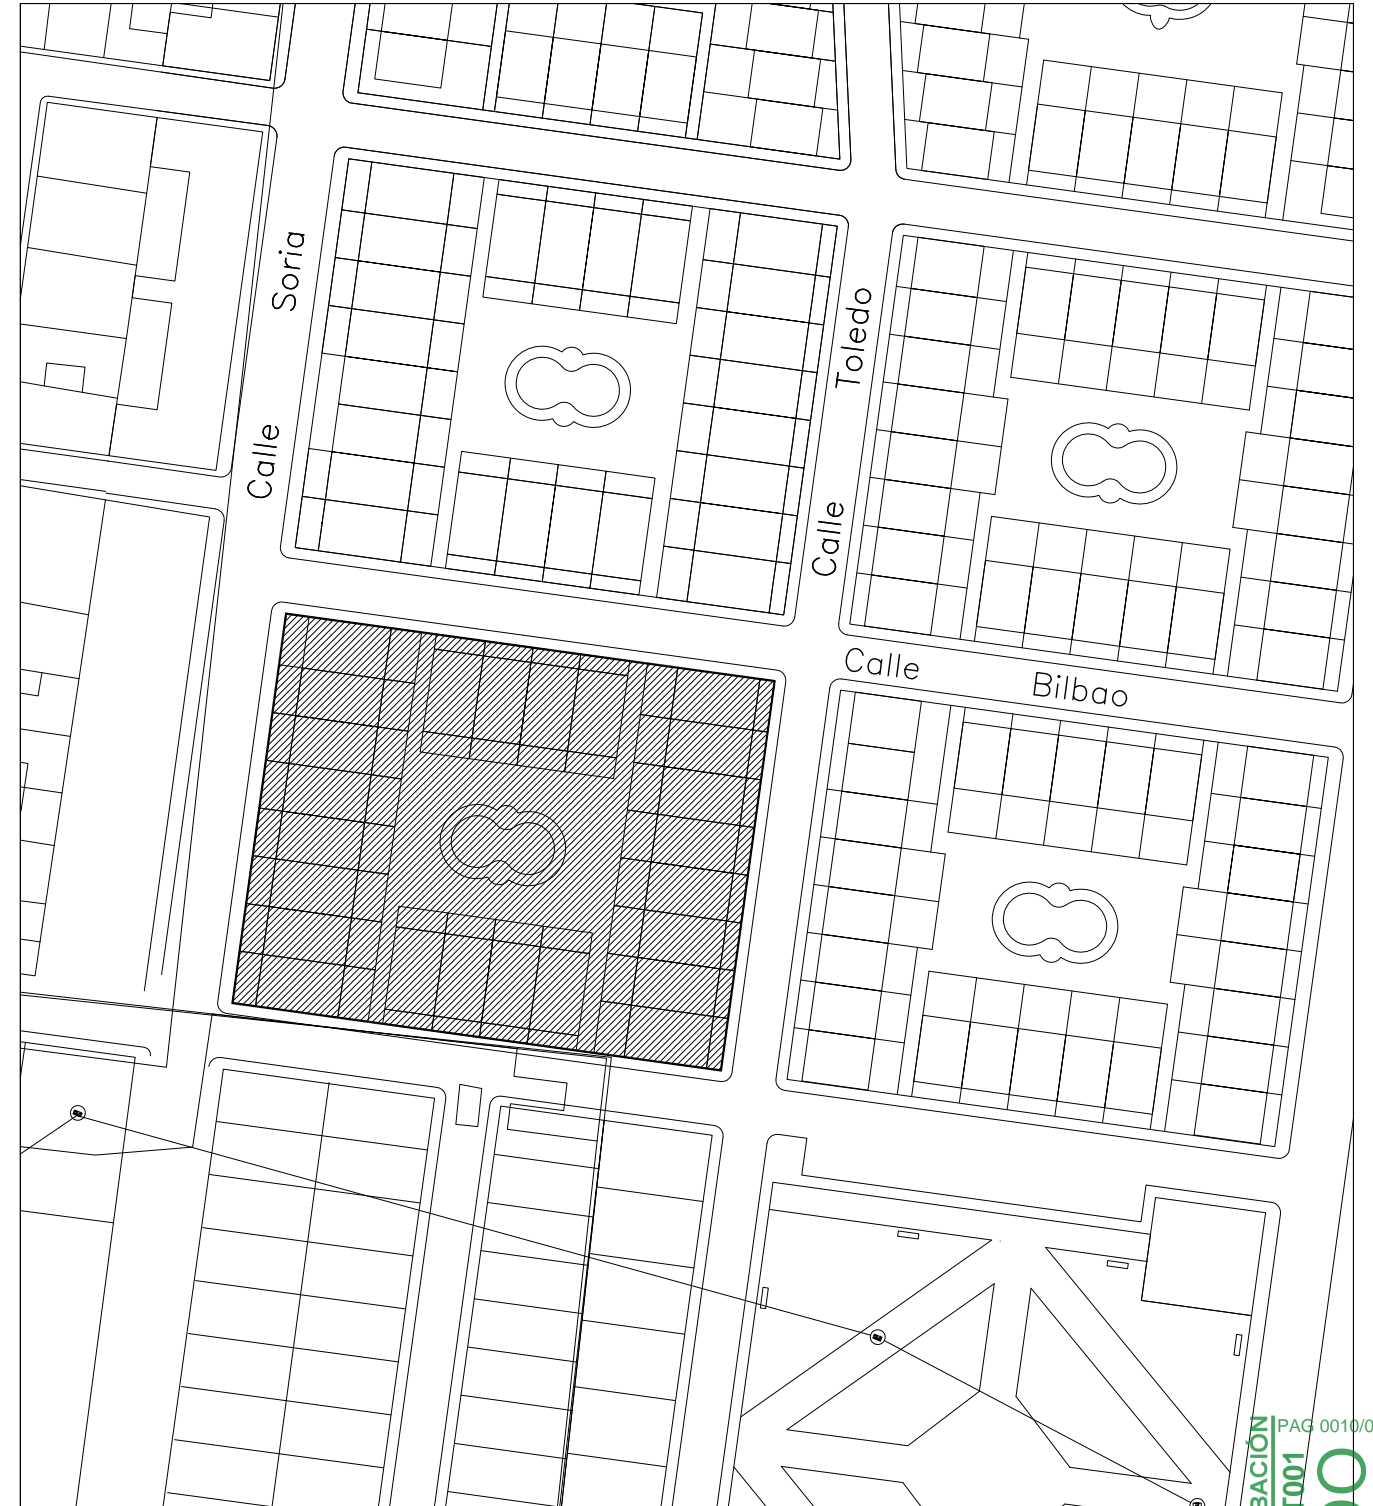 Calle Soria
Calle Toledo
Calle Bilbao
PAG 0010/0
BACIÓN
T001